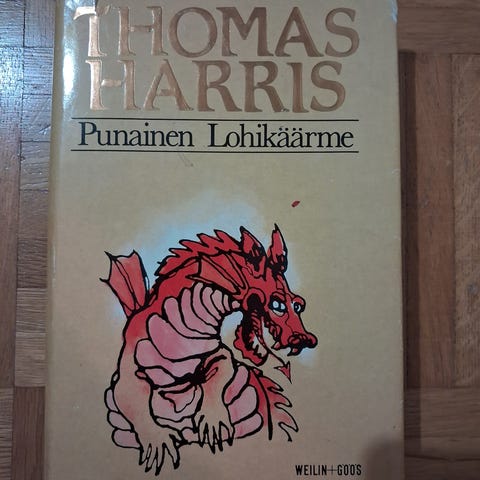 THOMAS
HARRIS
Punainen Lohikäärme
WEILIN+GÖÖS